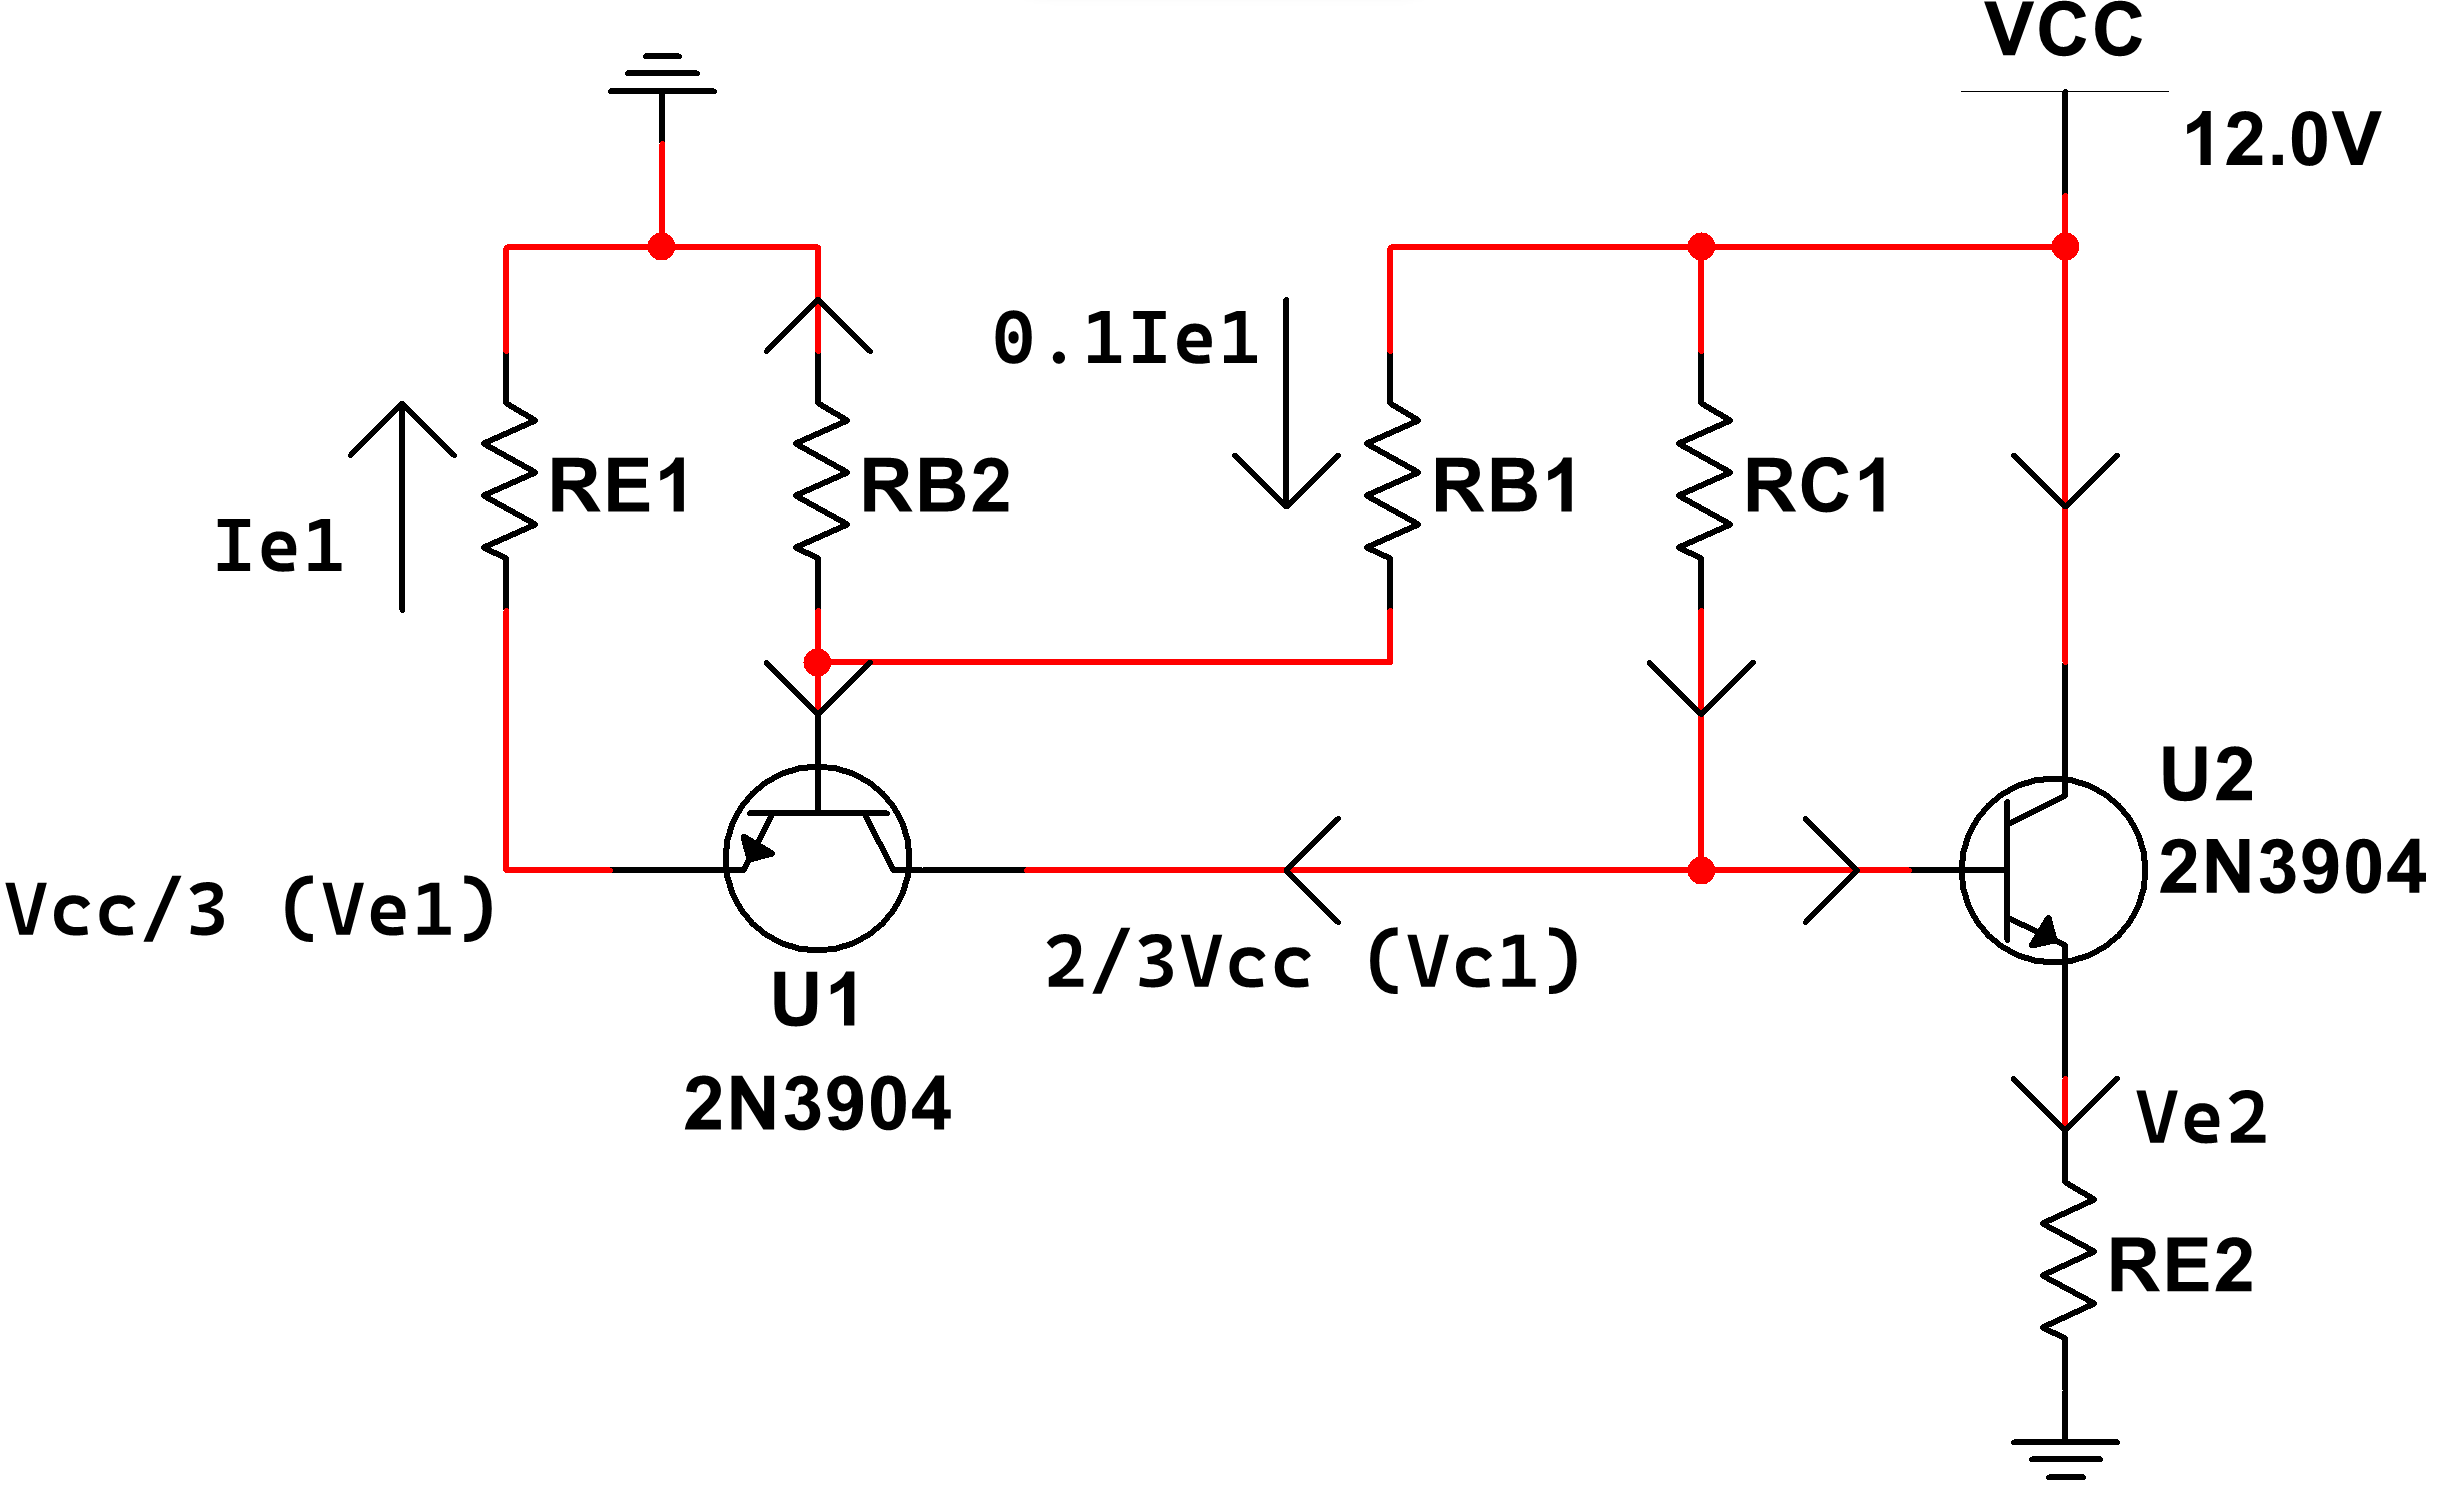 VCC
12.0V
0.1Ie1
RE1
RB2
RB1
RC1
Ie1
U2
2N3904
Vcc/3 (Ve1)
2/3Vcc (Vc1)
U1
2N3904
Ve2
RE2